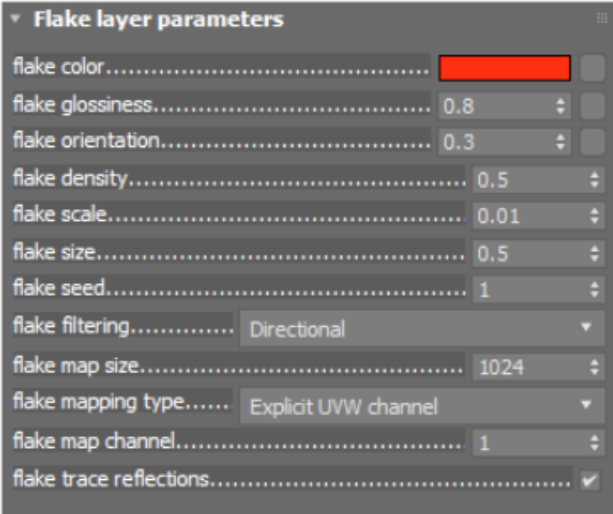 Flake layer parameters
flake color
flake glossiness 0.8
flake orientation 0.3
flake density 0.5
flake scale 0.01
flake size 0.5
flake seed 1
flake filtering Directional
flake map size 1024
flake mapping type Explicit UVW channel
flake map channel 1
flake trace reflections